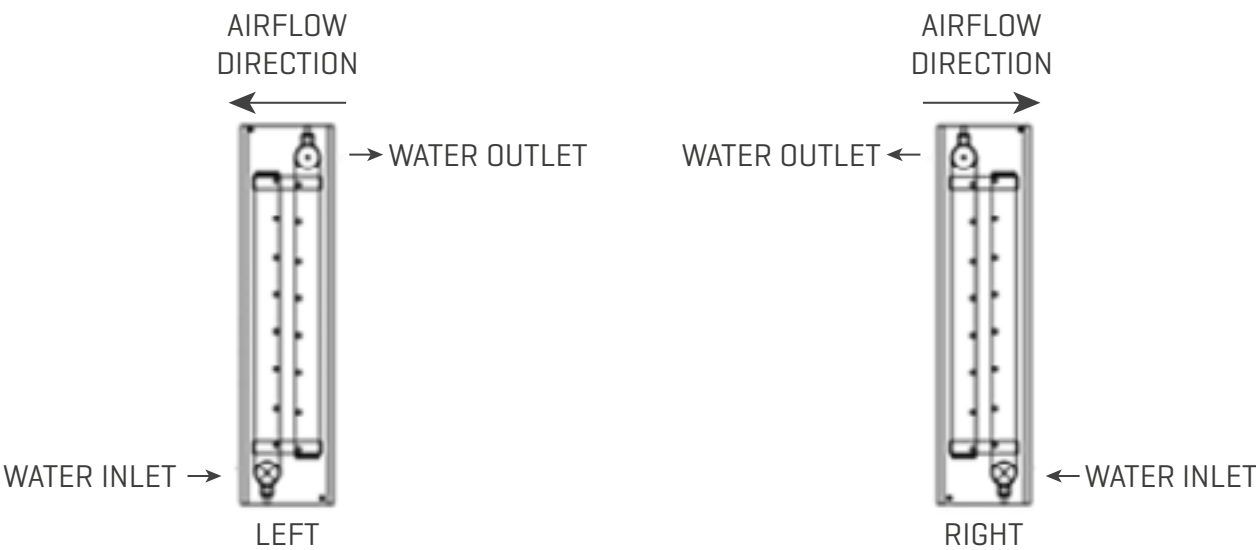 AIRFLOW
DIRECTION
WATER OUTLET
WATER INLET
LEFT
AIRFLOW
DIRECTION
WATER OUTLET
WATER INLET
RIGHT